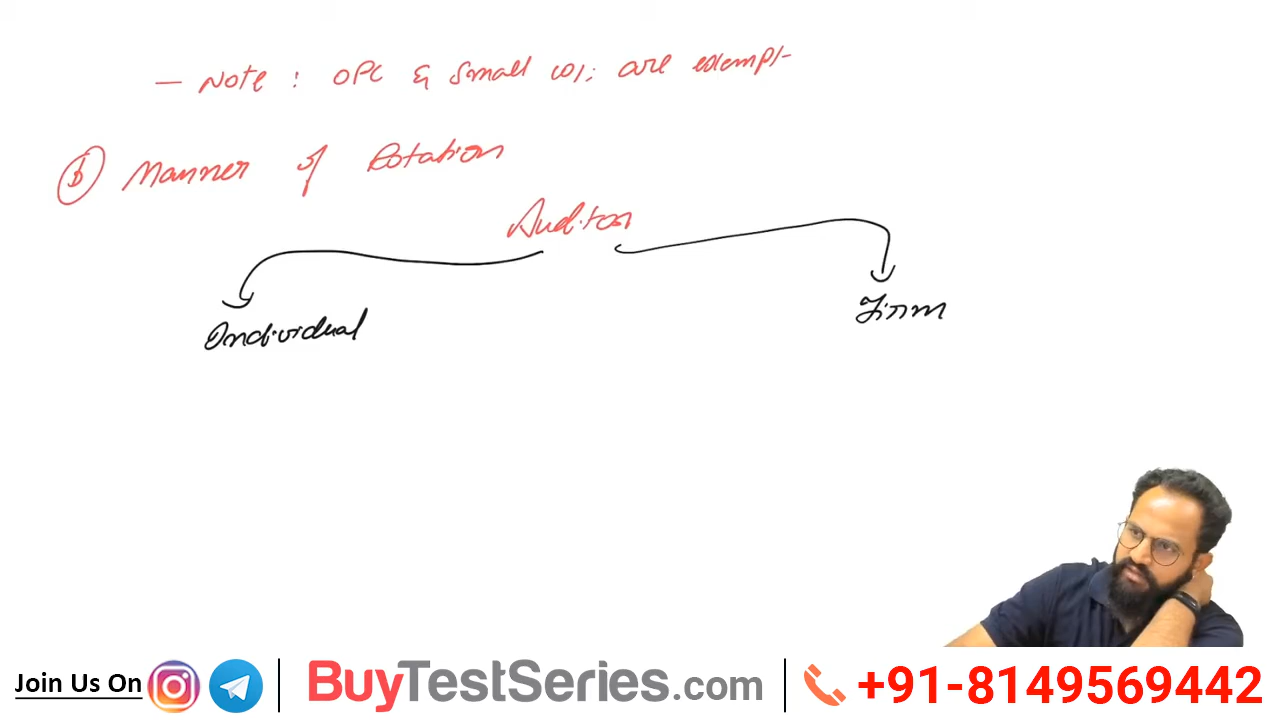 — Note : OPC & Small co; are exempt
(b) Manner of Rotation
Auditor
Individual
Firm
Join Us On
BuyTestSeries.com
+91-8149569442